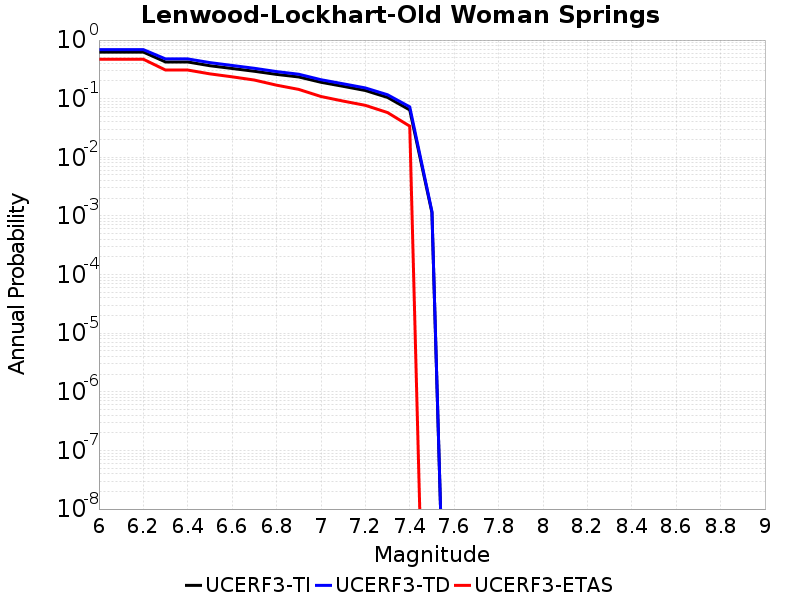 Lenwood-Lockhart-Old Woman Springs
Annual Probability
10^0
10^-1
10^-2
10^-3
10^-4
10^-5
10^-6
10^-7
10^-8
6 6.2 6.4 6.6 6.8 7 7.2 7.4 7.6 7.8 8 8.2 8.4 8.6 8.8 9
Magnitude
UCERF3-TI UCERF3-TD UCERF3-ETAS